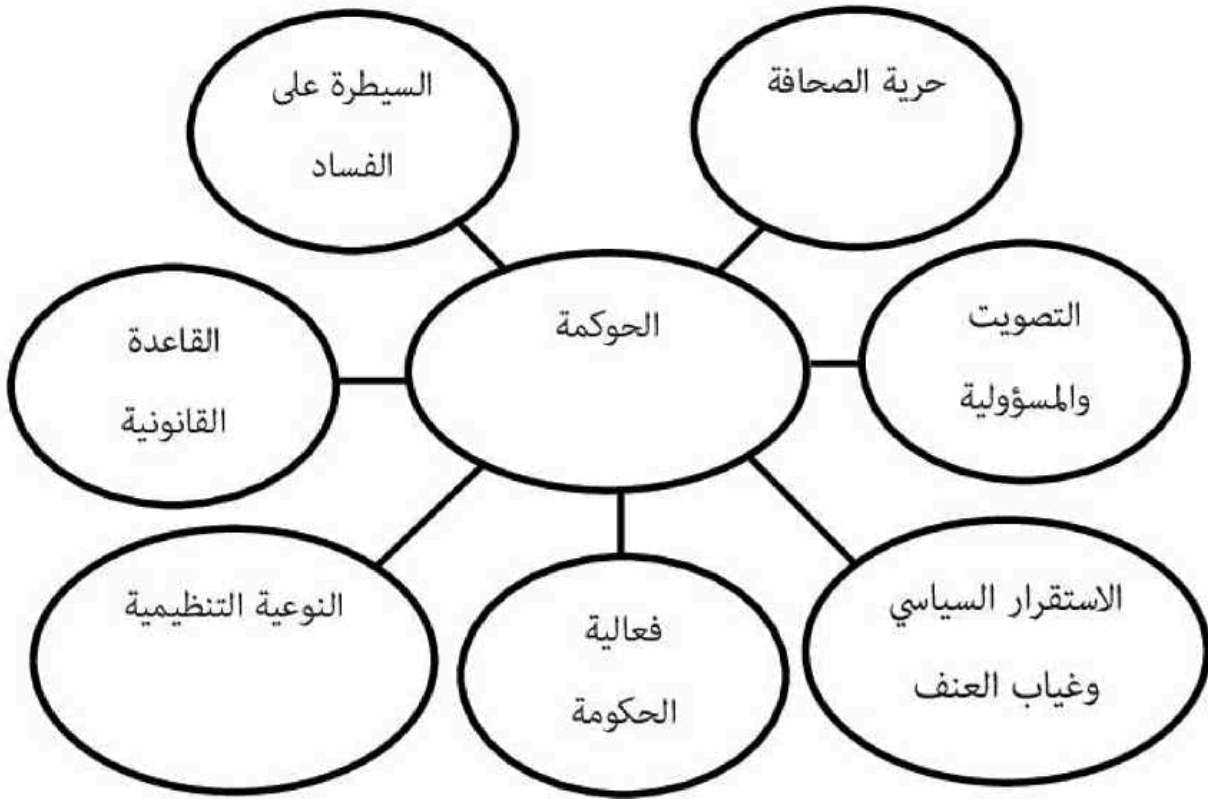 حرية الصحافة
السيطرة على
الفساد
الحوكمة
التصويت
والمسؤولية
القاعدة
القانونية
الاستقرار السياسي
وغياب العنف
فعالية
الحكومة
النوعية التنظيمية